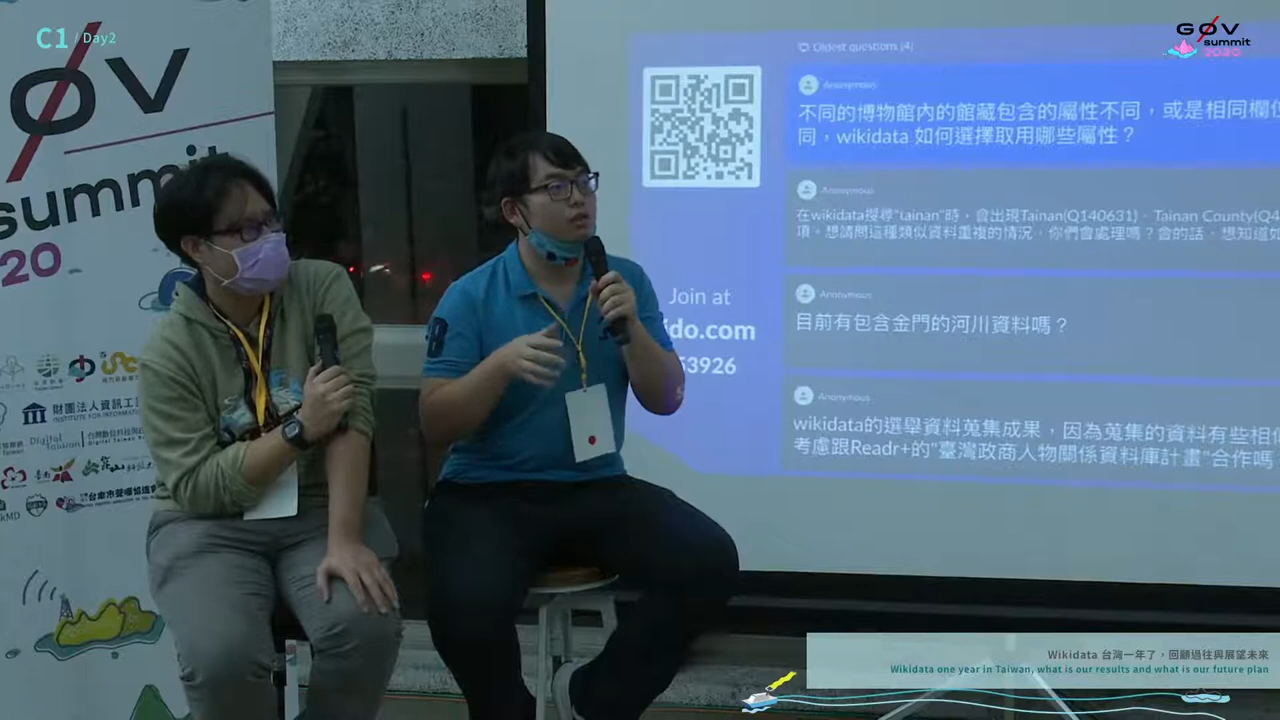 C1 / Day2
GØV
summit
2020
ØV
summit
20
財團法人資訊工
INSTITUTE FOR INFORMATION
Oldest questions (4)
Anonymous
不同的博物館內的館藏包含的屬性不同，或是相同欄位
同，wikidata 如何選擇取用哪些屬性？
Anonymous
在wikidata搜尋"tainan"時，會出現Tainan(Q140631)、Tainan County(Q4
項。想請問這種類似資料重複的情況，你們會處理嗎？會的話，想知道如
Join at
ido.com
53926
Anonymous
目前有包含金門的河川資料嗎？
Anonymous
wikidata的選舉資料蒐集成果，因為蒐集的資料有些相似
考慮跟Readr+的"臺灣政商人物關係資料庫計畫"合作嗎
Wikidata 台灣一年了，回顧過往與展望未來
Wikidata one year in Taiwan, what is our results and what is our future plan